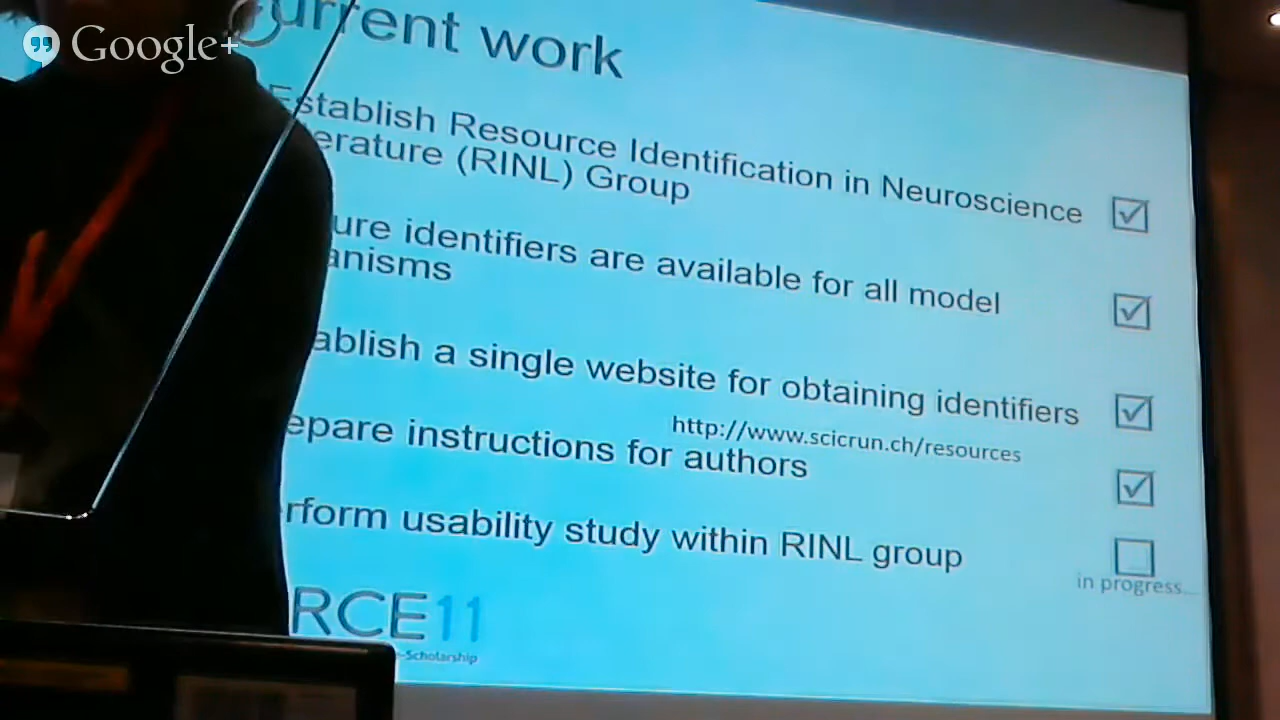 Google+
Current work
Establish Resource Identification in Neuroscience
erature (RINL) Group
ure identifiers are available for all model
anisms
ablish a single website for obtaining identifiers
http://www.scicrun.ch/resources
epare instructions for authors
rform usability study within RINL group
in progress...
RCE11
e-Scholarship